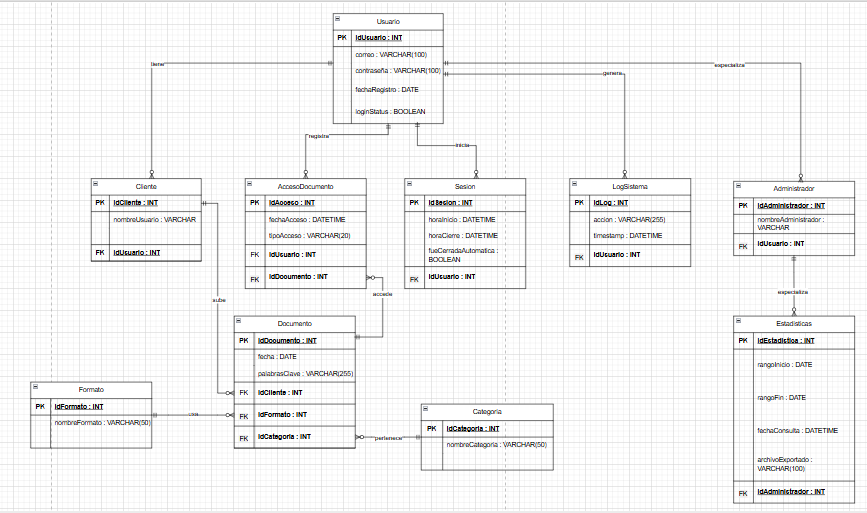 Usuario
PK IdUsuario : INT
correo : VARCHAR(100)
contraseña : VARCHAR(100)
fechaRegistro : DATE
loginStatus : BOOLEAN
tiene
registra
inicia
genera
especializa
Cliente
PK IdCliente : INT
nombreUsuario : VARCHAR
FK IdUsuario : INT
AccesoDocumento
PK IdAcceso : INT
fechaAcceso : DATETIME
tipoAcceso : VARCHAR(20)
FK IdUsuario : INT
FK IdDocumento : INT
Sesion
PK IdSesion : INT
horaInicio : DATETIME
horaCierre : DATETIME
fueCerradaAutomatica :
BOOLEAN
FK IdUsuario : INT
LogSistema
PK IdLog : INT
accion : VARCHAR(255)
timestamp : DATETIME
FK IdUsuario : INT
Administrador
PK IdAdministrador : INT
nombreAdministrador :
VARCHAR
FK IdUsuario : INT
sube
accede
especializa
Documento
PK IdDocumento : INT
fecha : DATE
palabrasClave : VARCHAR(255)
FK IdCliente : INT
FK IdFormato : INT
FK IdCategoria : INT
Formato
PK IdFormato : INT
nombreFormato : VARCHAR(50)
usa
pertenece
Categoria
PK IdCategoria : INT
nombreCategoria : VARCHAR(50)
Estadisticas
PK IdEstadistica : INT
rangoInicio : DATE
rangoFin : DATE
fechaConsulta : DATETIME
archivoExportado :
VARCHAR(100)
FK IdAdministrador : INT